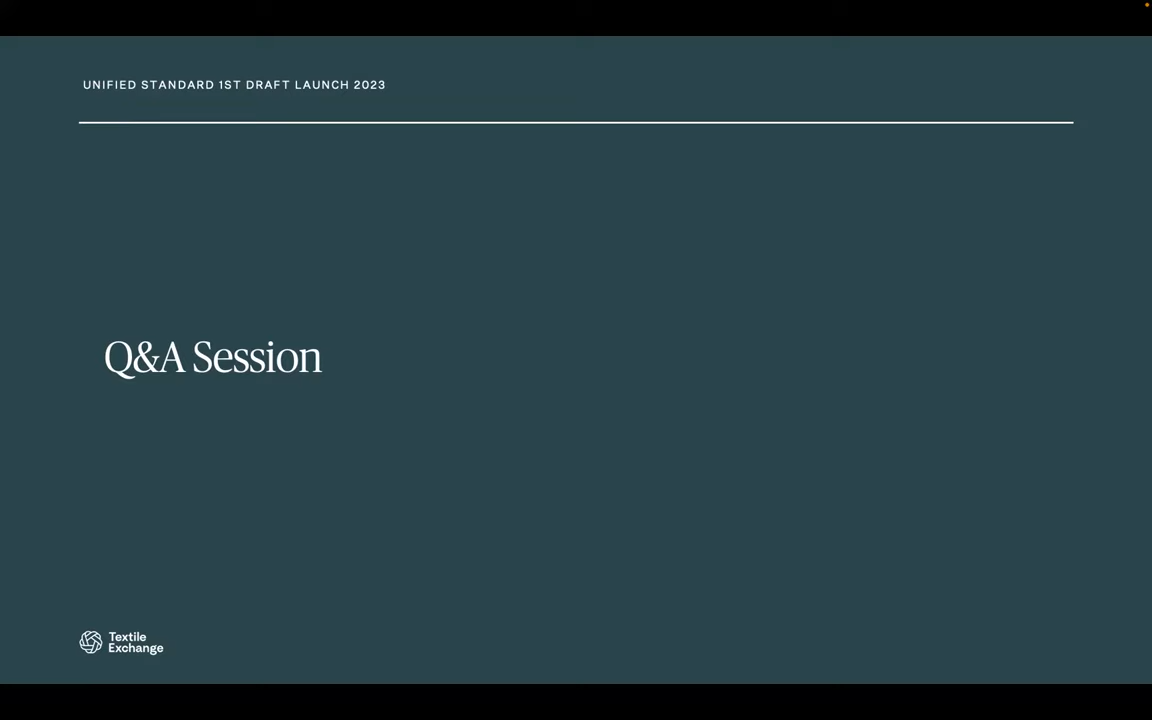 UNIFIED STANDARD 1ST DRAFT LAUNCH 2023
Q&A Session
Textile
Exchange